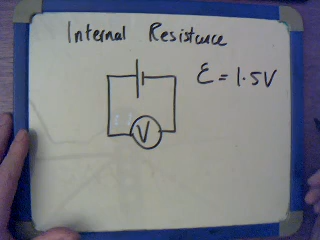 Internal Resistance
ε = 1.5V
V